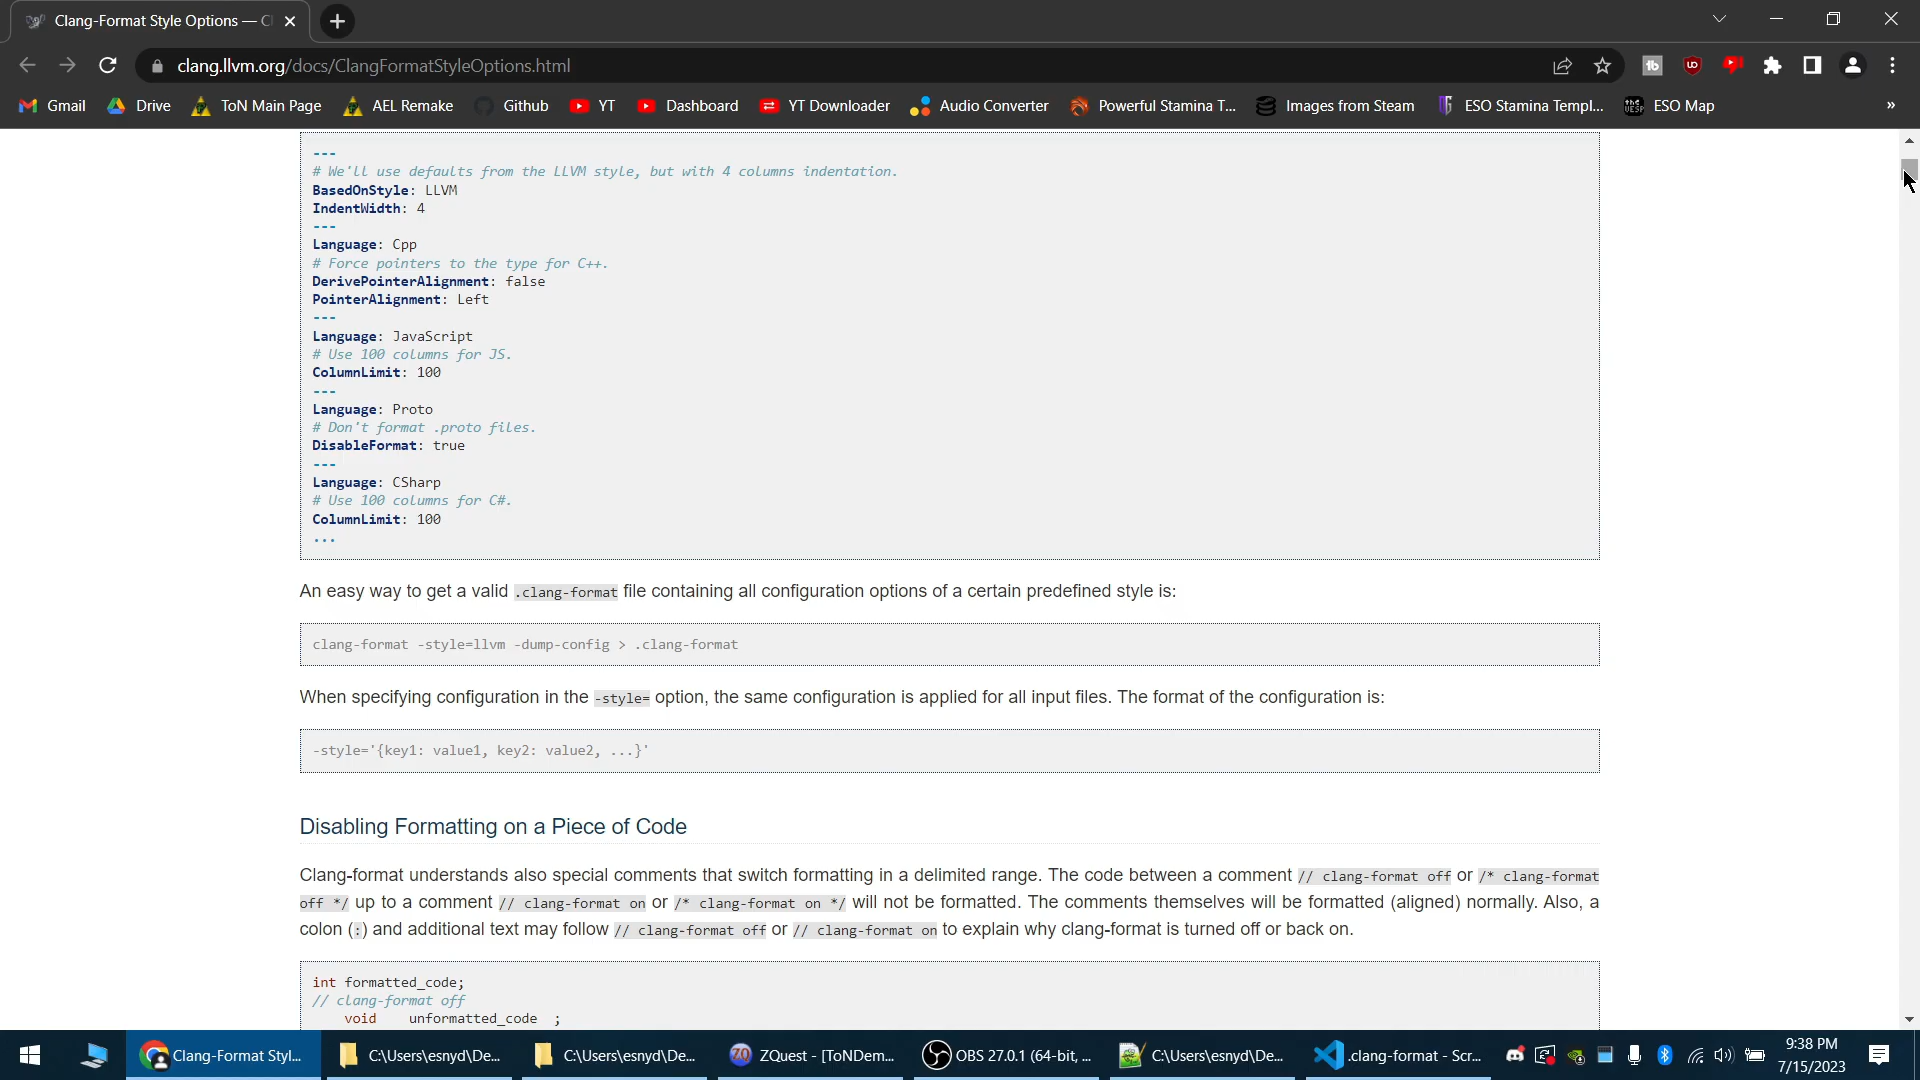 Clang-Format Style Options — Cl
clang.llvm.org/docs/ClangFormatStyleOptions.html
Gmail
Drive
ToN Main Page
AEL Remake
Github
YT
Dashboard
YT Downloader
Audio Converter
Powerful Stamina T...
Images from Steam
ESO Stamina Templ...
ESO Map
»
---
# We'll use defaults from the LLVM style, but with 4 columns indentation.
BasedOnStyle: LLVM
IndentWidth: 4
---
Language: Cpp
# Force pointers to the type for C++.
DerivePointerAlignment: false
PointerAlignment: Left
---
Language: JavaScript
# Use 100 columns for JS.
ColumnLimit: 100
---
Language: Proto
# Don't format .proto files.
DisableFormat: true
---
Language: CSharp
# Use 100 columns for C#.
ColumnLimit: 100
...
An easy way to get a valid .clang-format file containing all configuration options of a certain predefined style is:
clang-format -style=llvm -dump-config > .clang-format
When specifying configuration in the -style= option, the same configuration is applied for all input files. The format of the configuration is:
-style='{key1: value1, key2: value2, ...}'
Disabling Formatting on a Piece of Code
Clang-format understands also special comments that switch formatting in a delimited range. The code between a comment // clang-format off or /* clang-format
off */ up to a comment // clang-format on or /* clang-format on */ will not be formatted. The comments themselves will be formatted (aligned) normally. Also, a
colon (:) and additional text may follow // clang-format off or // clang-format on to explain why clang-format is turned off or back on.
int formatted_code;
// clang-format off
    void    unformatted_code  ;
Clang-Format Styl...
C:\Users\esnyd\De...
C:\Users\esnyd\De...
ZQuest - [ToNDem...
OBS 27.0.1 (64-bit, ...
C:\Users\esnyd\De...
.clang-format - Scr...
9:38 PM
7/15/2023